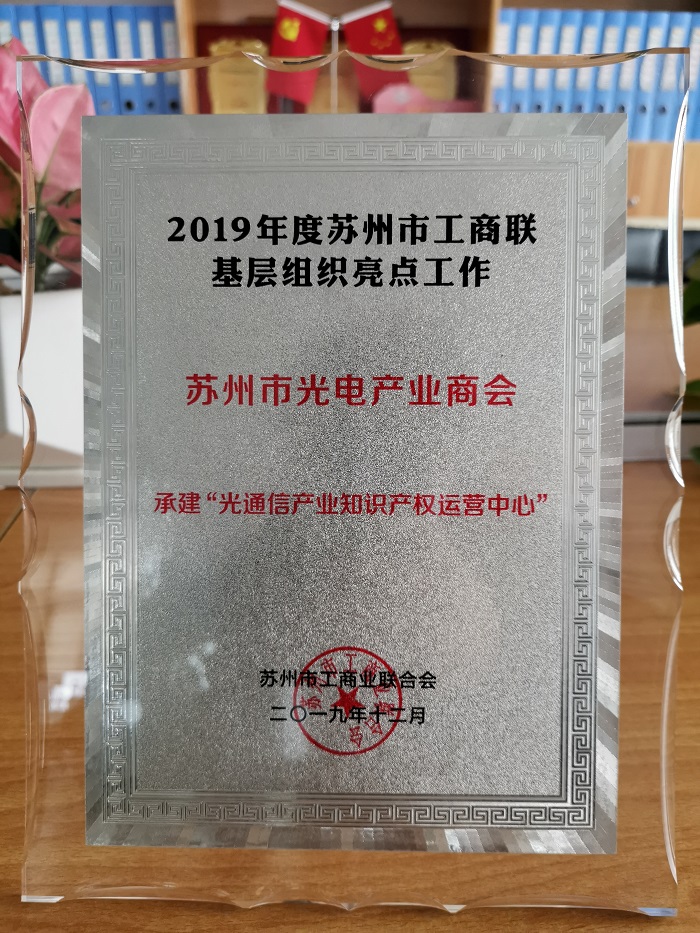 2019年度苏州市工商联
基层组织亮点工作
苏州市光电产业商会
承建“光通信产业知识产权运营中心”
苏州市工商业联合会
二〇一九年十二月